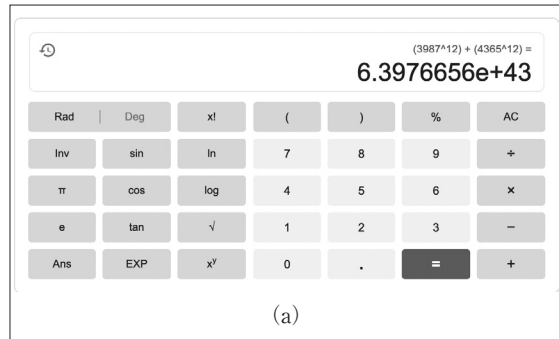 (3987^12) + (4365^12) =
6.3976656e+43
Rad | Deg x! ( ) % AC
Inv sin ln 7 8 9 ÷
π cos log 4 5 6 ×
e tan √ 1 2 3 −
Ans EXP xʸ 0 . = +
(a)